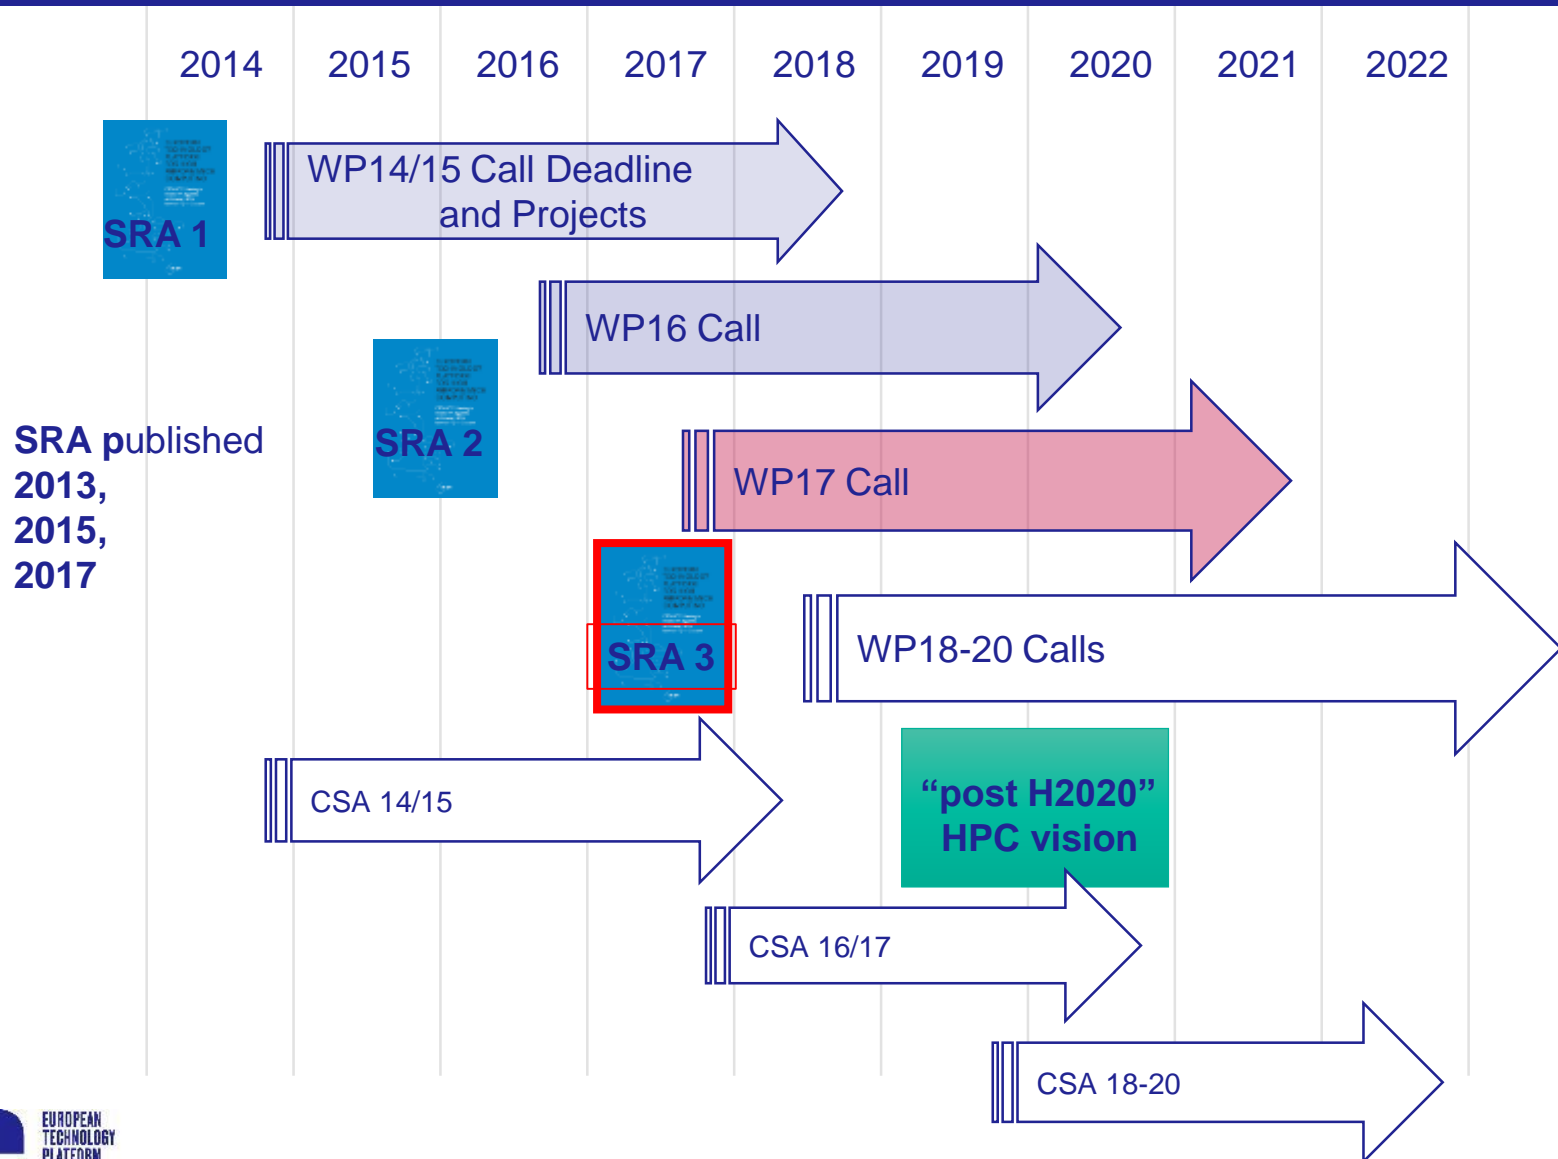 2014 2015 2016 2017 2018 2019 2020 2021 2022
SRA 1
WP14/15 Call Deadline
and Projects
WP16 Call
SRA 2
SRA published
2013,
2015,
2017
WP17 Call
SRA 3
WP18-20 Calls
CSA 14/15
“post H2020”
HPC vision
CSA 16/17
CSA 18-20
EUROPEAN
TECHNOLOGY
PLATFORM